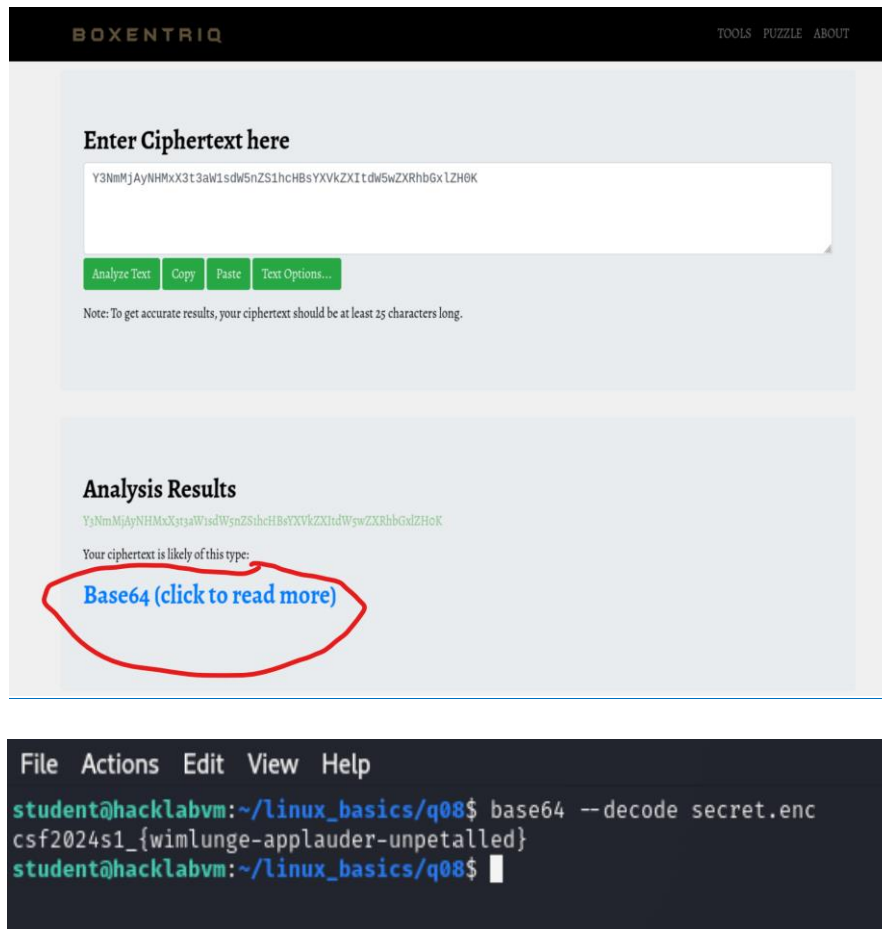 BOXENTRIQ
TOOLS PUZZLE ABOUT
Enter Ciphertext here
Y3NmMjAyNHMxX3t3aW1sdW5nZS1hcHBsYXVkZXItdW5wZXRhbGxlZH0K
Analyze Text Copy Paste Text Options...
Note: To get accurate results, your ciphertext should be at least 25 characters long.
Analysis Results
Y3NmMjAyNHMxX3t3aW1sdW5nZS1hcHBsYXVkZXItdW5wZXRhbGxlZH0K
Your ciphertext is likely of this type:
Base64 (click to read more)
File Actions Edit View Help
student@hacklabvm:~/linux_basics/q08$ base64 --decode secret.enc
csf2024s1_{wimlunge-applauder-unpetalled}
student@hacklabvm:~/linux_basics/q08$